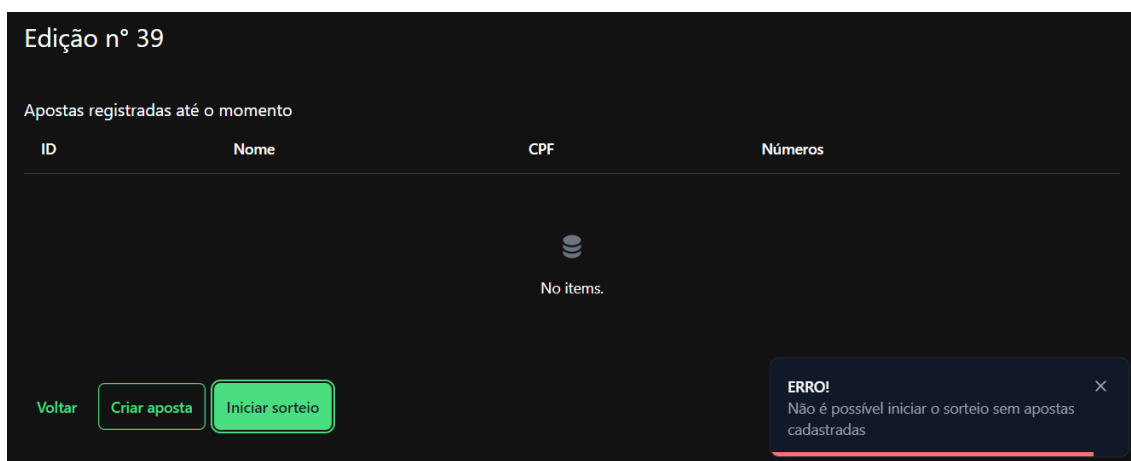 Edição n° 39
Apostas registradas até o momento
ID Nome CPF Números
No items.
Voltar Criar aposta Iniciar sorteio
ERRO!
Não é possível iniciar o sorteio sem apostas
cadastradas